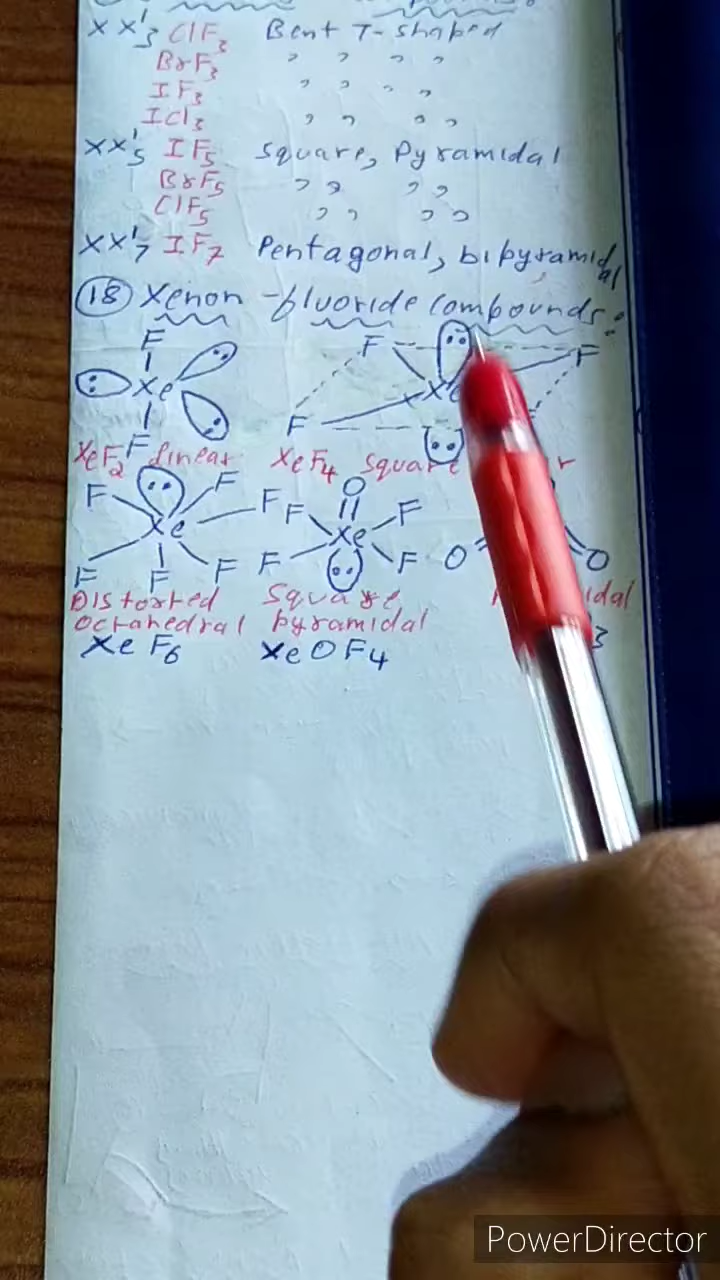 XX'3 ClF3 Bent T-shaped
BrF3 " " " "
IF3 " " " "
ICl3 " " " "
XX'5 IF5 Square, Pyramidal
BrF5 " " " "
ClF5 " " " "
XX'7 IF7 Pentagonal, bipyramidal
(18) Xenon-fluoride compounds:
F F F
Xe Xe
F F
XeF2 Linear XeF4 Square
F F F F O F
Xe Xe
F F F F F O O
Distorted Square
octahedral pyramidal
XeF6 XeOF4 3
PowerDirector